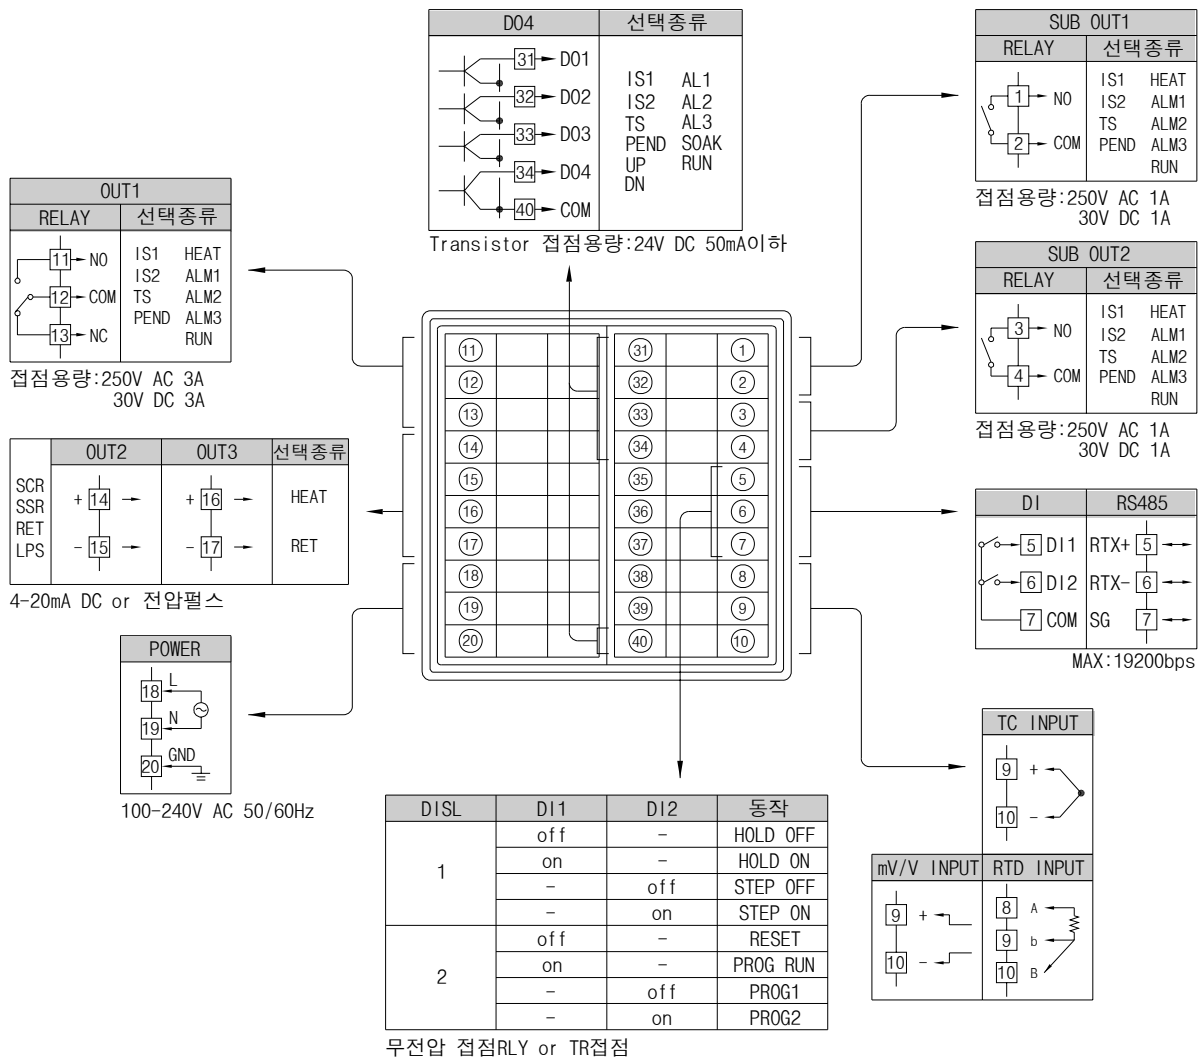 DO4 선택종류
31 DO1
32 DO2
33 DO3
34 DO4
40 COM
IS1 AL1
IS2 AL2
TS AL3
PEND SOAK
UP RUN
DN
Transistor 접점용량:24V DC 50mA이하
SUB OUT1
RELAY 선택종류
1 NO
2 COM
IS1 HEAT
IS2 ALM1
TS ALM2
PEND ALM3
RUN
접점용량:250V AC 1A
30V DC 1A
OUT1
RELAY 선택종류
11 NO
12 COM
13 NC
IS1 HEAT
IS2 ALM1
TS ALM2
PEND ALM3
RUN
접점용량:250V AC 3A
30V DC 3A
SUB OUT2
RELAY 선택종류
3 NO
4 COM
IS1 HEAT
IS2 ALM1
TS ALM2
PEND ALM3
RUN
접점용량:250V AC 1A
30V DC 1A
11 31 1
12 32 2
13 33 3
14 34 4
15 35 5
16 36 6
17 37 7
18 38 8
19 39 9
20 40 10
OUT2 OUT3 선택종류
SCR
SSR
RET
LPS
+ 14 + 16 HEAT
- 15 - 17 RET
4-20mA DC or 전압펄스
DI RS485
5 DI1 RTX+ 5
6 DI2 RTX- 6
7 COM SG 7
MAX:19200bps
POWER
18 L
19 N
20 GND
100-240V AC 50/60Hz
TC INPUT
9 +
10 -
mV/V INPUT RTD INPUT
9 +
10 -
8 A
9 b
10 B
DISL DI1 DI2 동작
1 off - HOLD OFF
on - HOLD ON
- off STEP OFF
- on STEP ON
2 off - RESET
on - PROG RUN
- off PROG1
- on PROG2
무전압 접점RLY or TR접점